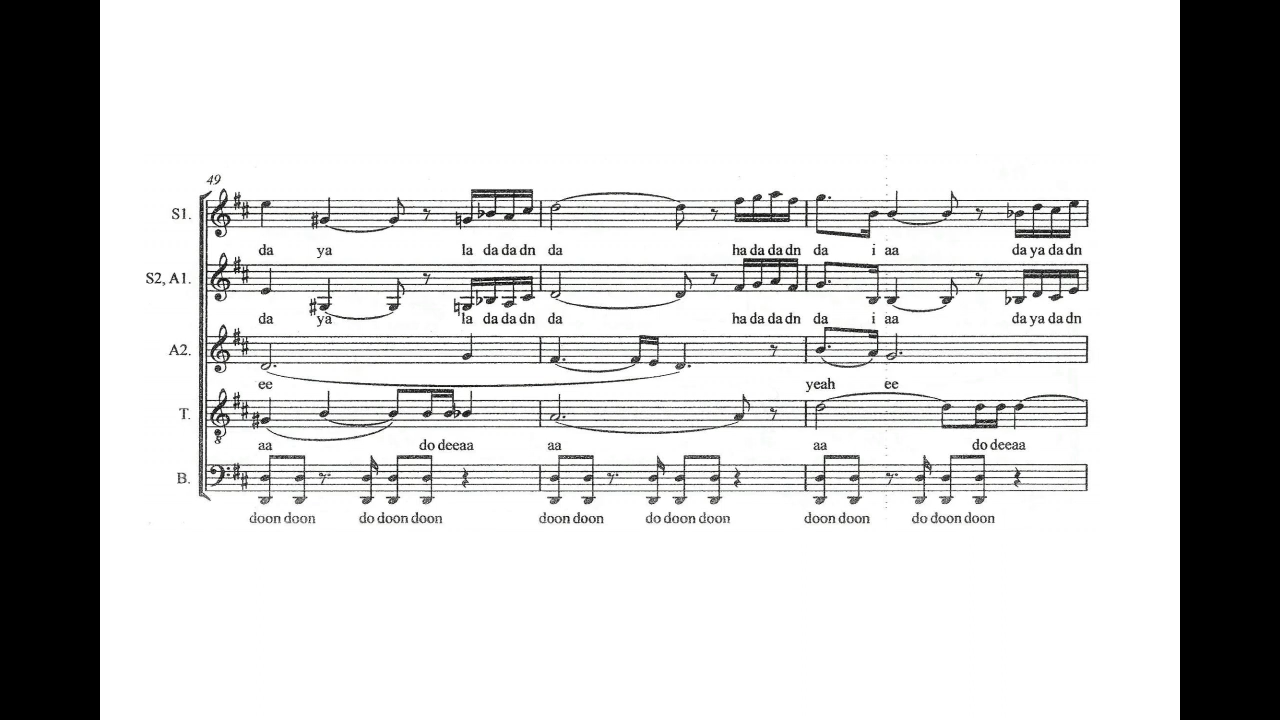 49
S1.
da ya la da da dn da ha da da dn da i aa da ya da dn
S2, A1.
da ya la da da dn da ha da da dn da i aa da ya da dn
A2.
ee yeah ee
T.
aa do deeaa aa aa do deeaa
B.
doon doon do doon doon doon doon do doon doon doon doon do doon doon